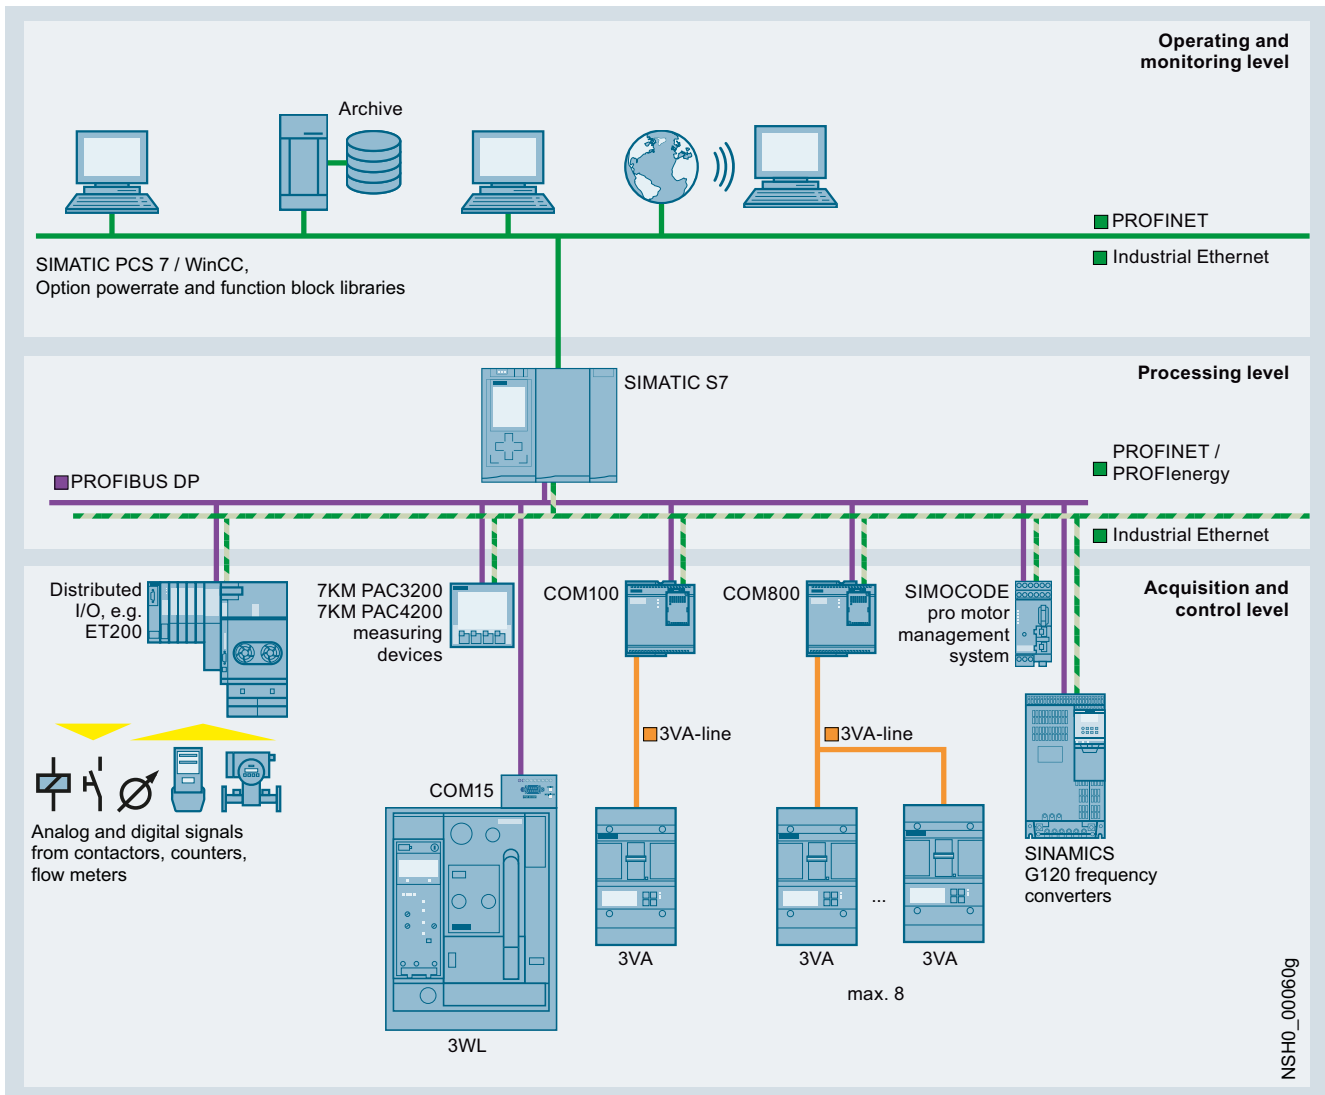 Operating and
monitoring level
Archive
PROFINET
SIMATIC PCS 7 / WinCC,
Option powerrate and function block libraries
Industrial Ethernet
Processing level
SIMATIC S7
PROFINET /
PROFIenergy
PROFIBUS DP
Industrial Ethernet
Acquisition and
control level
Distributed
I/O, e.g.
ET200
7KM PAC3200
7KM PAC4200
measuring
devices
COM100
COM800
SIMOCODE
pro motor
management
system
3VA-line
3VA-line
COM15
Analog and digital signals
from contactors, counters,
flow meters
SINAMICS
G120 frequency
converters
...
3VA
3VA
3VA
max. 8
3WL
NSH0_00060g